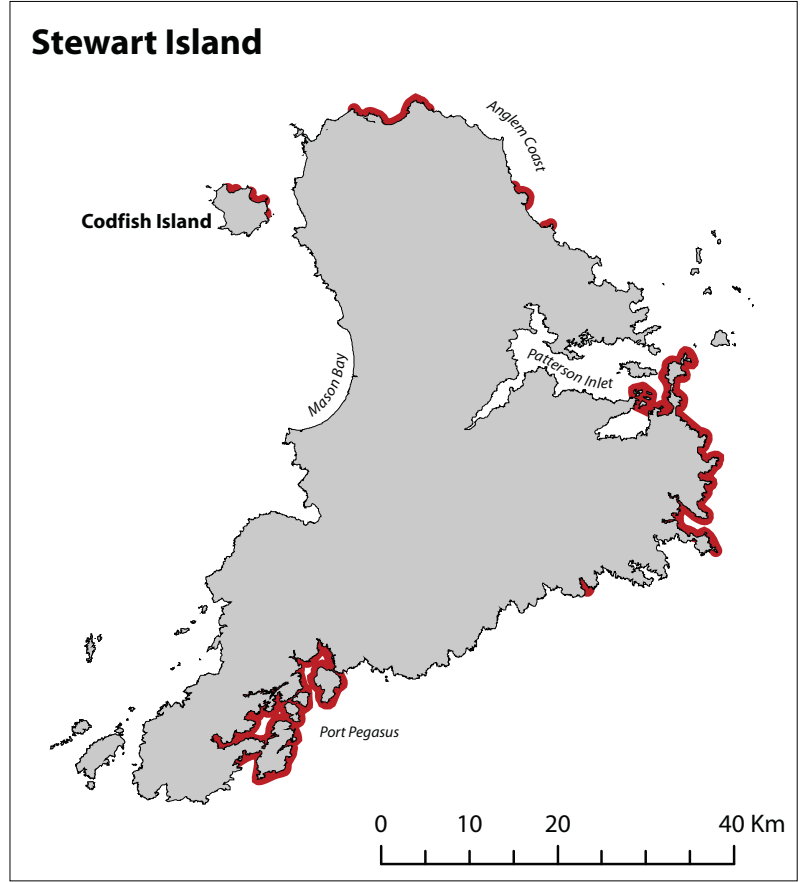 Stewart Island
Anglem Coast
Codfish Island
Mason Bay
Patterson Inlet
Port Pegasus
0 10 20 40 Km